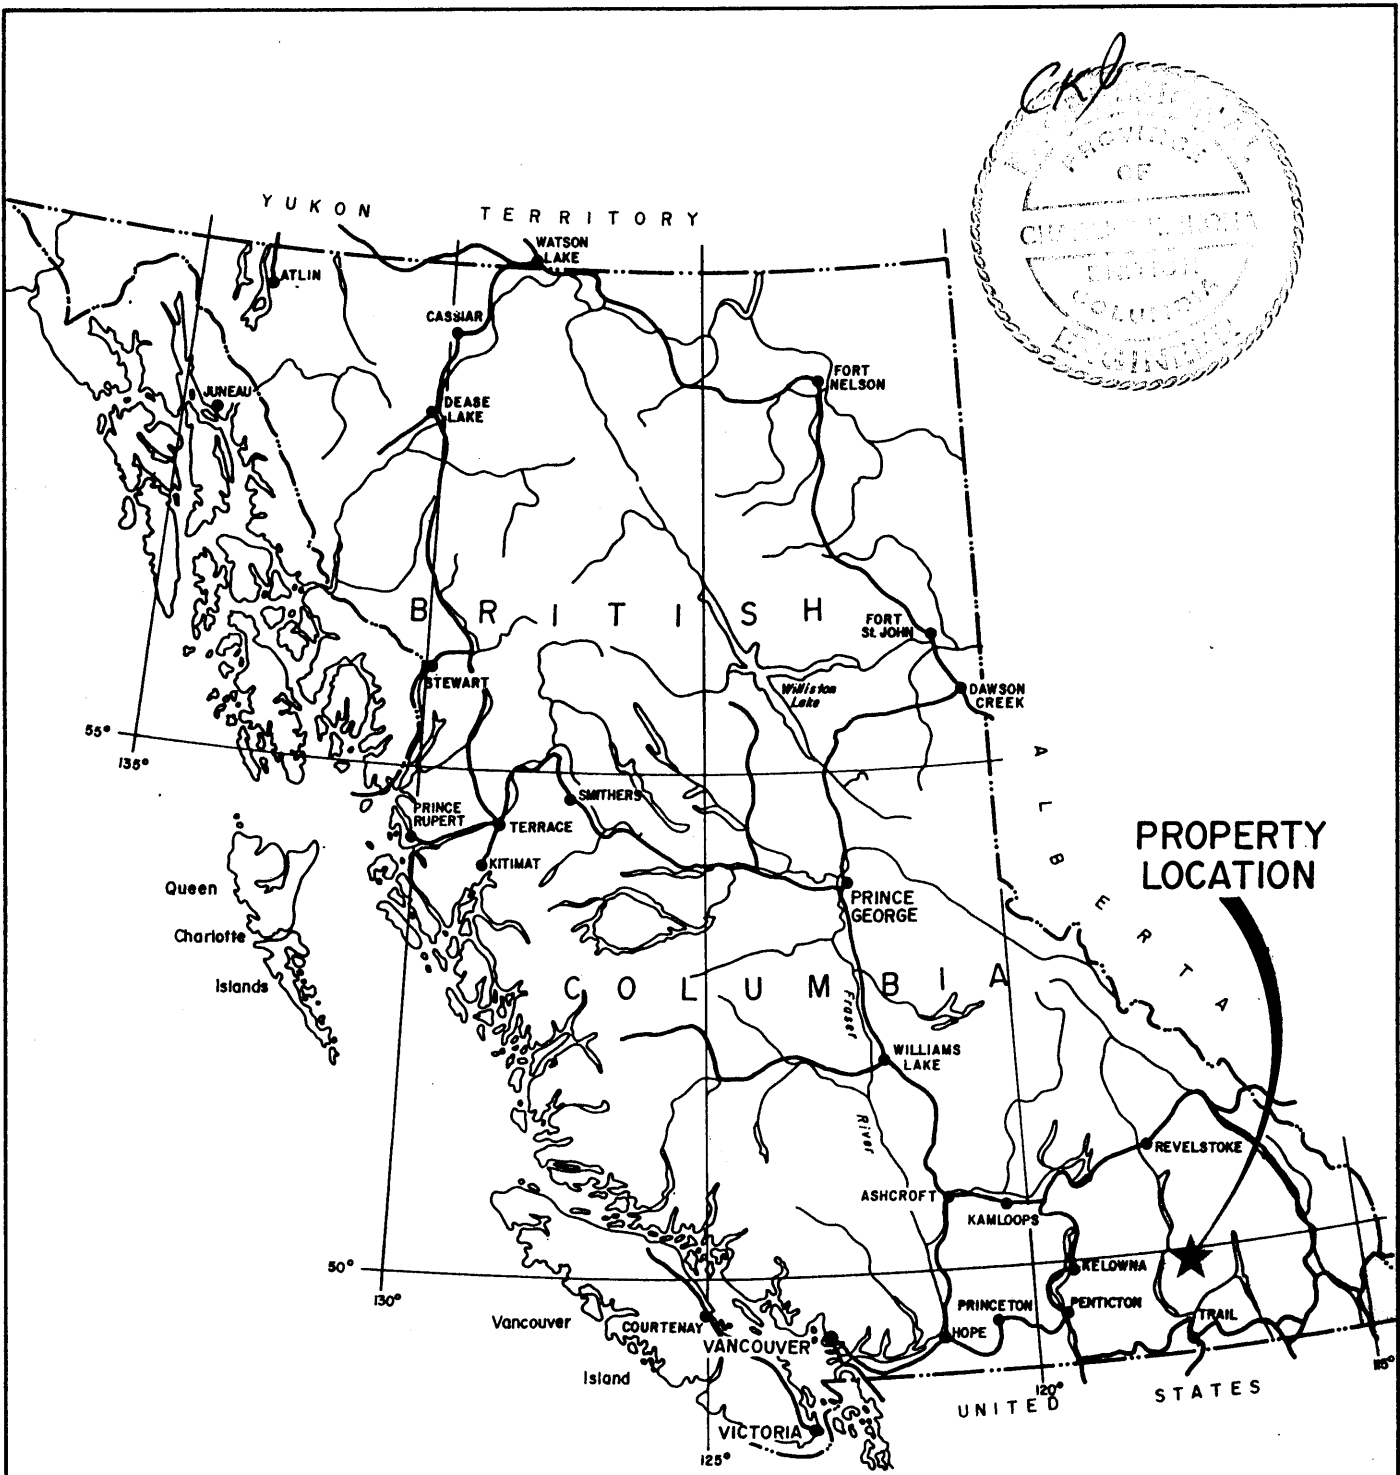 CKl
PROVINCE
OF
BRITISH
COLUMBIA
ENGINEER
YUKON TERRITORY
WATSON
LAKE
ATLIN
CASSIAR
FORT
NELSON
JUNEAU
DEASE
LAKE
BRITISH
FORT
St. JOHN
STEWART
Williston
Lake
DAWSON
CREEK
55°
135°
ALBERTA
PRINCE
RUPERT
SMITHERS
TERRACE
KITIMAT
PROPERTY
LOCATION
PRINCE
GEORGE
Queen
Charlotte
Islands
COLUMBIA
Fraser
River
WILLIAMS
LAKE
REVELSTOKE
ASHCROFT
KAMLOOPS
50°
130°
KELOWNA
PENTICTON
PRINCETON
TRAIL
Vancouver
Island
COURTENAY
VANCOUVER
HOPE
115°
120°
UNITED STATES
VICTORIA
125°